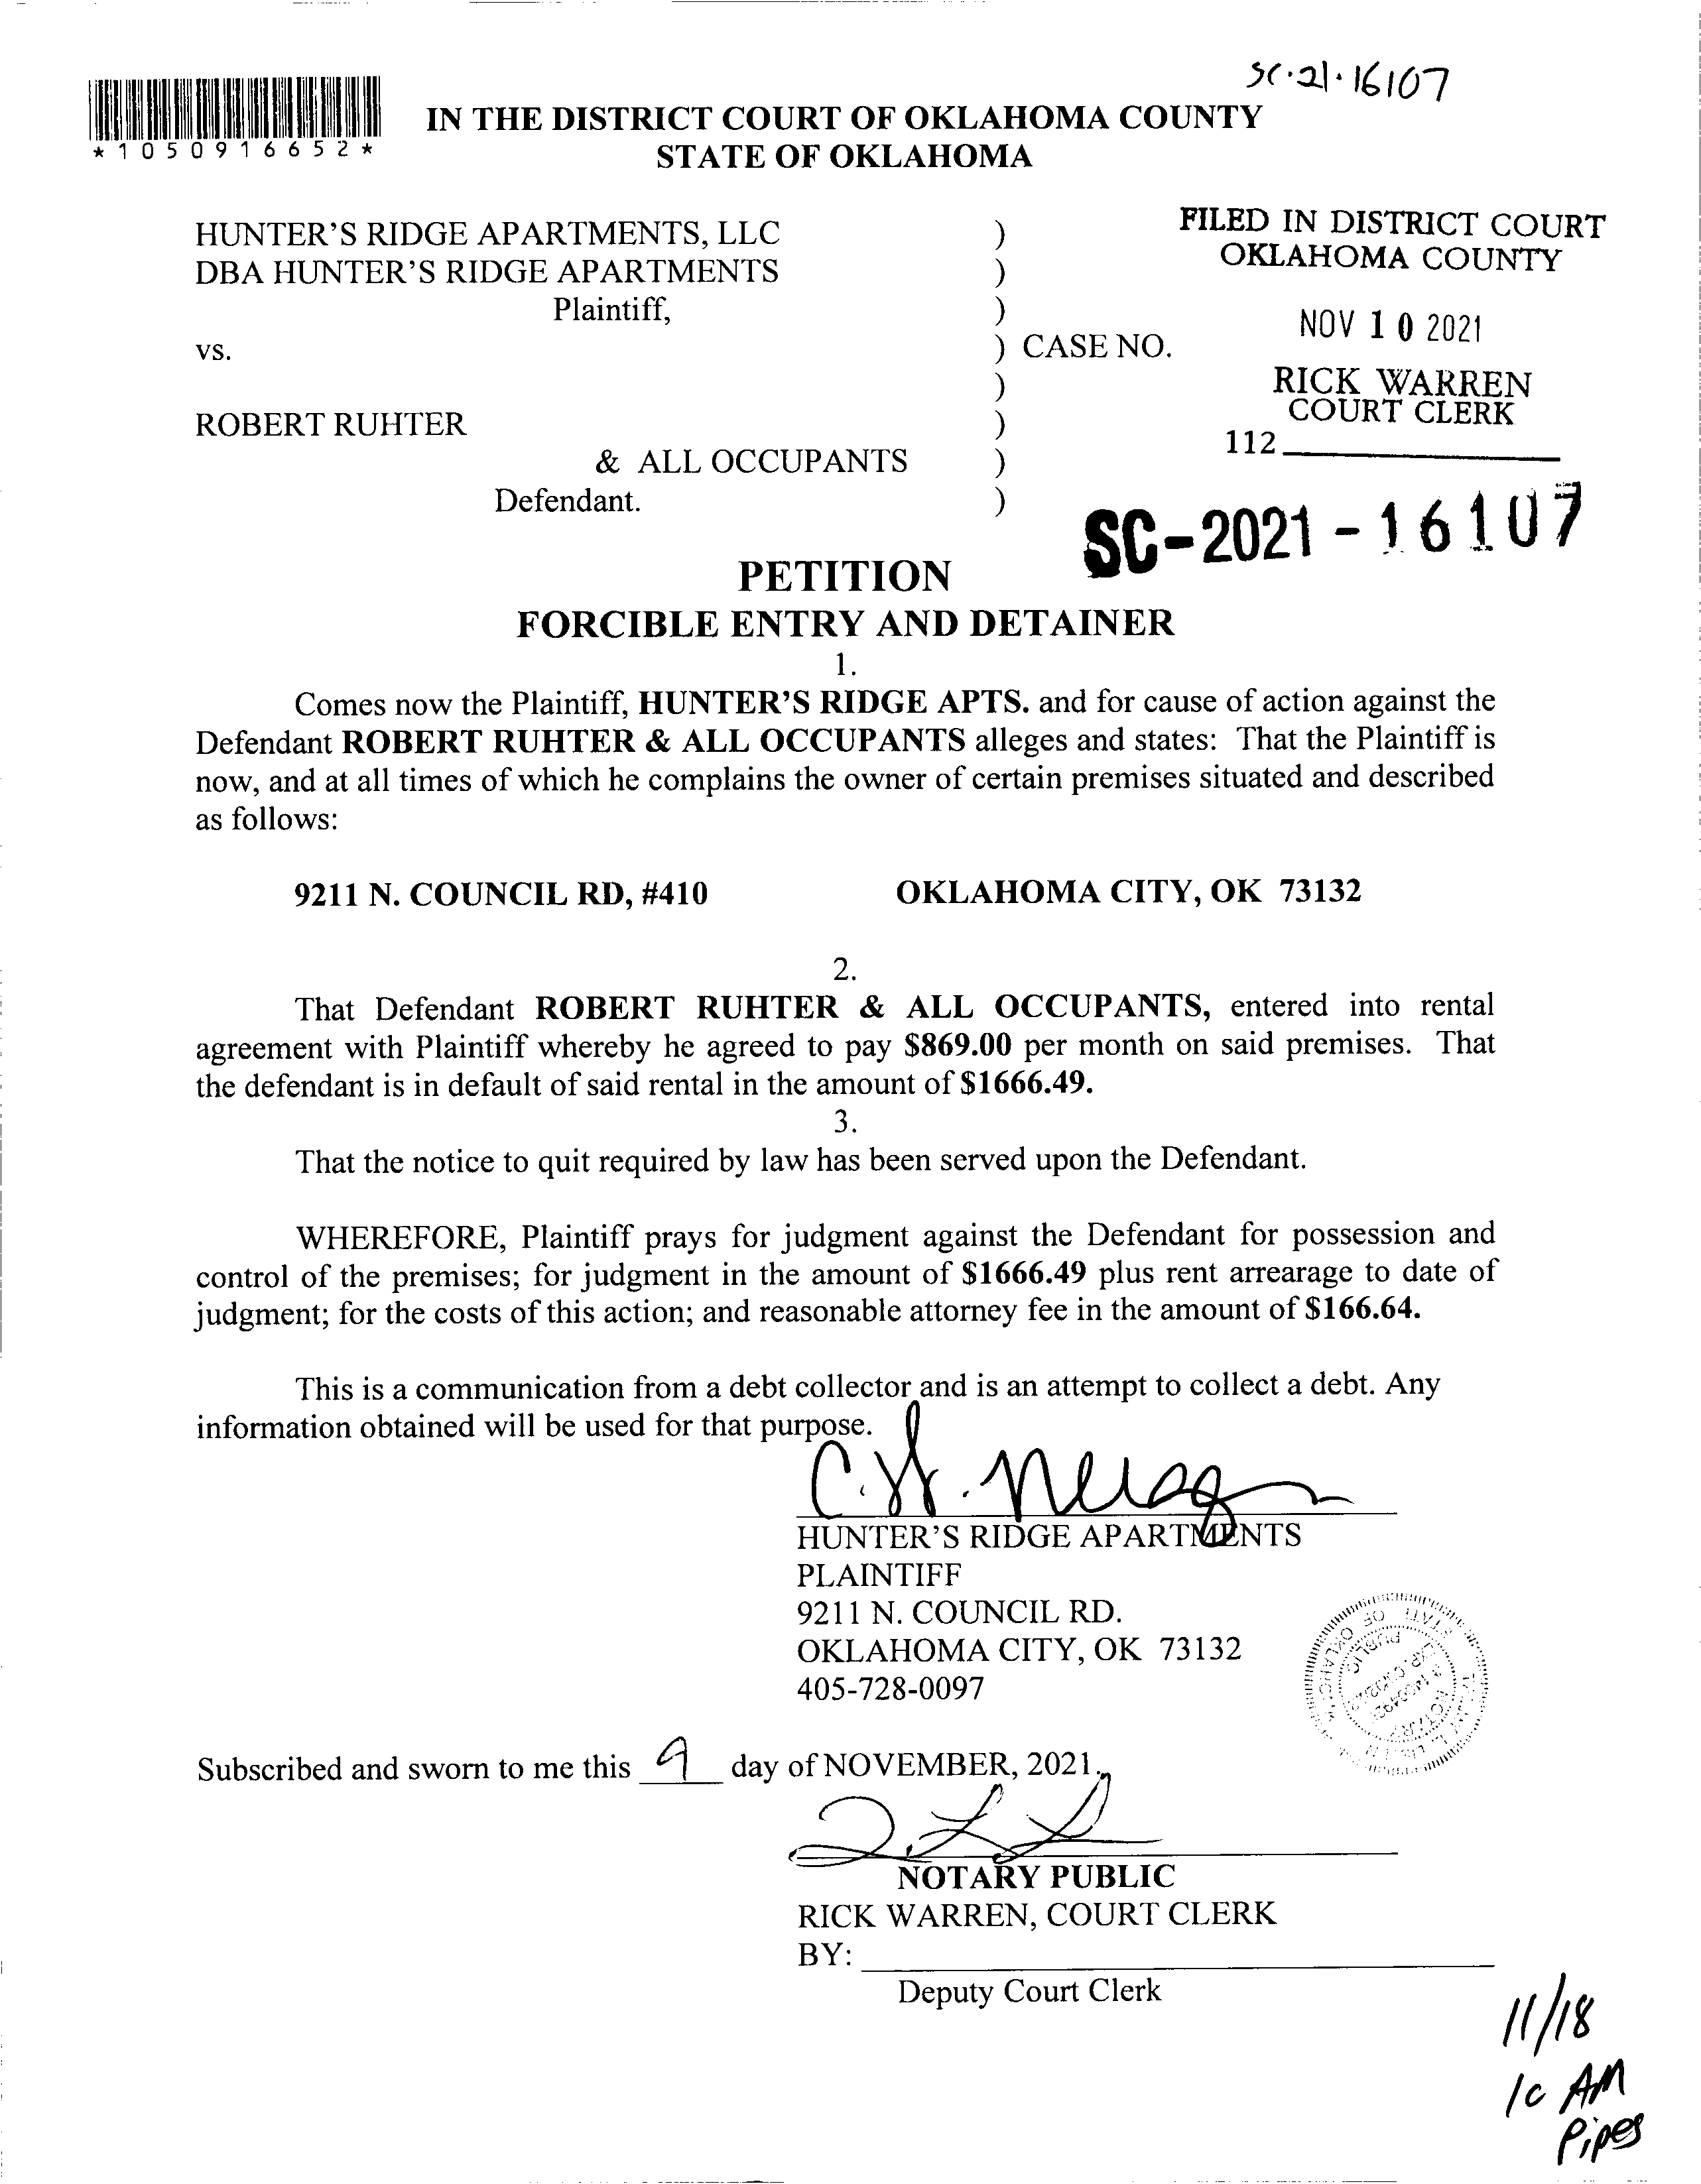 SC·21·16107
*1050916652*
IN THE DISTRICT COURT OF OKLAHOMA COUNTY
STATE OF OKLAHOMA
HUNTER'S RIDGE APARTMENTS, LLC )
DBA HUNTER'S RIDGE APARTMENTS )
Plaintiff, )
vs. ) CASE NO.
)
ROBERT RUHTER )
& ALL OCCUPANTS )
Defendant. )
FILED IN DISTRICT COURT
OKLAHOMA COUNTY
NOV 10 2021
RICK WARREN
COURT CLERK
112
SC-2021-16107
PETITION
FORCIBLE ENTRY AND DETAINER
1.
Comes now the Plaintiff, HUNTER'S RIDGE APTS. and for cause of action against the
Defendant ROBERT RUHTER & ALL OCCUPANTS alleges and states: That the Plaintiff is
now, and at all times of which he complains the owner of certain premises situated and described
as follows:
9211 N. COUNCIL RD, #410 OKLAHOMA CITY, OK 73132
2.
That Defendant ROBERT RUHTER & ALL OCCUPANTS, entered into rental
agreement with Plaintiff whereby he agreed to pay $869.00 per month on said premises. That
the defendant is in default of said rental in the amount of $1666.49.
3.
That the notice to quit required by law has been served upon the Defendant.
WHEREFORE, Plaintiff prays for judgment against the Defendant for possession and
control of the premises; for judgment in the amount of $1666.49 plus rent arrearage to date of
judgment; for the costs of this action; and reasonable attorney fee in the amount of $166.64.
This is a communication from a debt collector and is an attempt to collect a debt. Any
information obtained will be used for that purpose.
HUNTER'S RIDGE APARTMENTS
PLAINTIFF
9211 N. COUNCIL RD.
OKLAHOMA CITY, OK 73132
405-728-0097
STATE OF
PUBLIC
Subscribed and sworn to me this 9 day of NOVEMBER, 2021.
NOTARY PUBLIC
RICK WARREN, COURT CLERK
BY:
Deputy Court Clerk
11/18
10 AM
Pipes